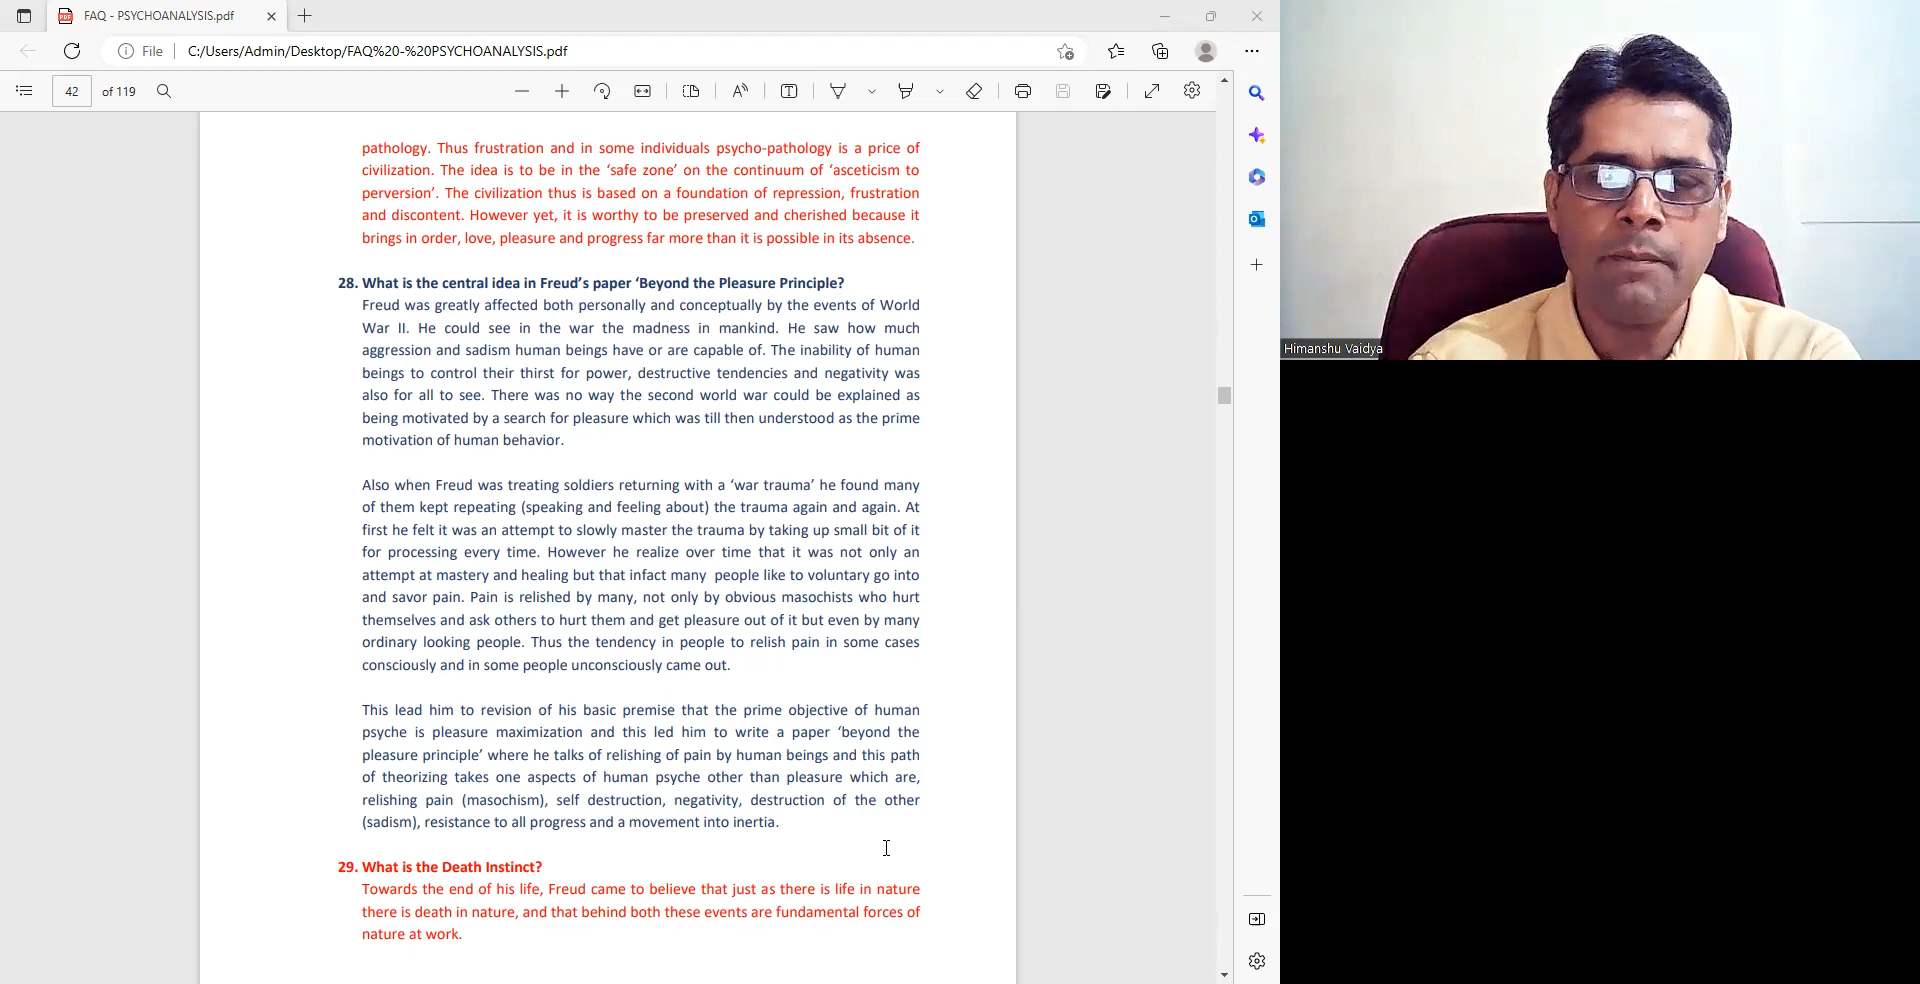 FAQ - PSYCHOANALYSIS.pdf
File
C:/Users/Admin/Desktop/FAQ%20-%20PSYCHOANALYSIS.pdf
42 of 119
pathology. Thus frustration and in some individuals psycho-pathology is a price of
civilization. The idea is to be in the ‘safe zone’ on the continuum of ‘asceticism to
perversion’. The civilization thus is based on a foundation of repression, frustration
and discontent. However yet, it is worthy to be preserved and cherished because it
brings in order, love, pleasure and progress far more than it is possible in its absence.
28. What is the central idea in Freud’s paper ‘Beyond the Pleasure Principle?
Freud was greatly affected both personally and conceptually by the events of World
War II. He could see in the war the madness in mankind. He saw how much
aggression and sadism human beings have or are capable of. The inability of human
beings to control their thirst for power, destructive tendencies and negativity was
also for all to see. There was no way the second world war could be explained as
being motivated by a search for pleasure which was till then understood as the prime
motivation of human behavior.
Also when Freud was treating soldiers returning with a ‘war trauma’ he found many
of them kept repeating (speaking and feeling about) the trauma again and again. At
first he felt it was an attempt to slowly master the trauma by taking up small bit of it
for processing every time. However he realize over time that it was not only an
attempt at mastery and healing but that infact many people like to voluntary go into
and savor pain. Pain is relished by many, not only by obvious masochists who hurt
themselves and ask others to hurt them and get pleasure out of it but even by many
ordinary looking people. Thus the tendency in people to relish pain in some cases
consciously and in some people unconsciously came out.
This lead him to revision of his basic premise that the prime objective of human
psyche is pleasure maximization and this led him to write a paper ‘beyond the
pleasure principle’ where he talks of relishing of pain by human beings and this path
of theorizing takes one aspects of human psyche other than pleasure which are,
relishing pain (masochism), self destruction, negativity, destruction of the other
(sadism), resistance to all progress and a movement into inertia.
29. What is the Death Instinct?
Towards the end of his life, Freud came to believe that just as there is life in nature
there is death in nature, and that behind both these events are fundamental forces of
nature at work.
Himanshu Vaidya